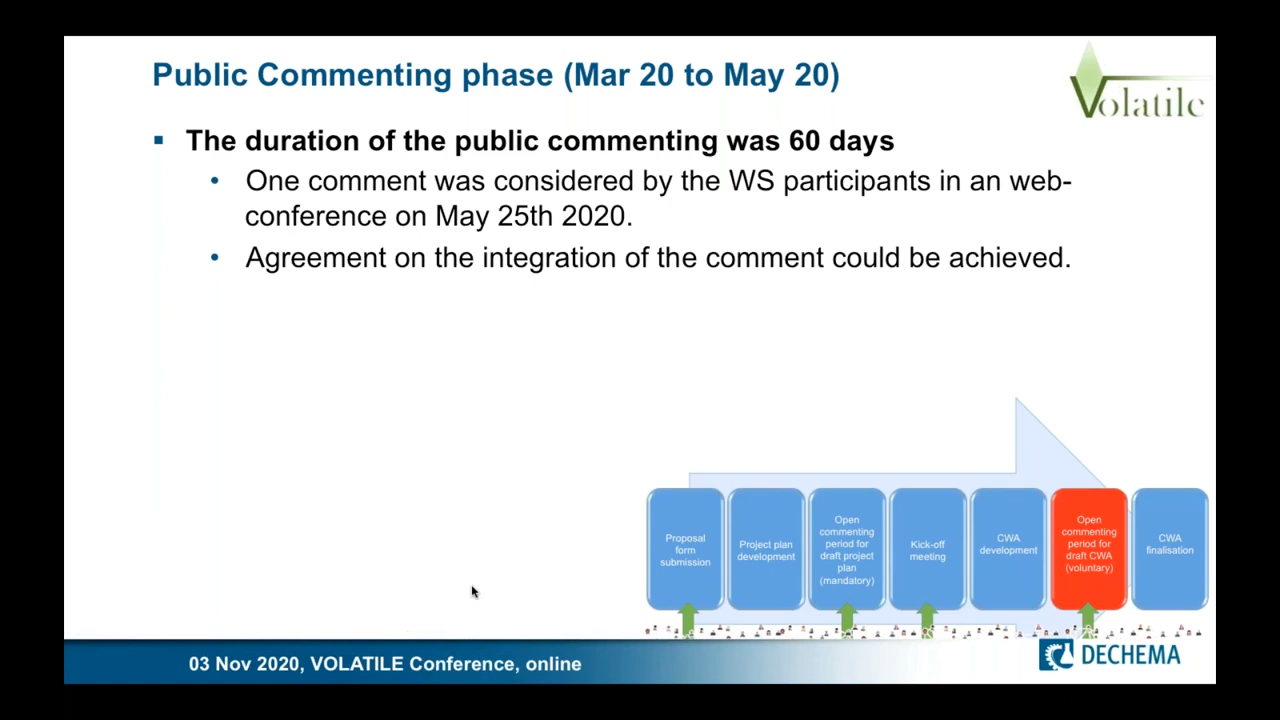 Public Commenting phase (Mar 20 to May 20)
Volatile
The duration of the public commenting was 60 days
One comment was considered by the WS participants in an web-
conference on May 25th 2020.
Agreement on the integration of the comment could be achieved.
Proposal
form
submission
Project plan
development
Open
commenting
period for
draft project
plan
(mandatory)
Kick-off
meeting
CWA
development
Open
commenting
period for
draft CWA
(voluntary)
CWA
finalisation
03 Nov 2020, VOLATILE Conference, online
DECHEMA